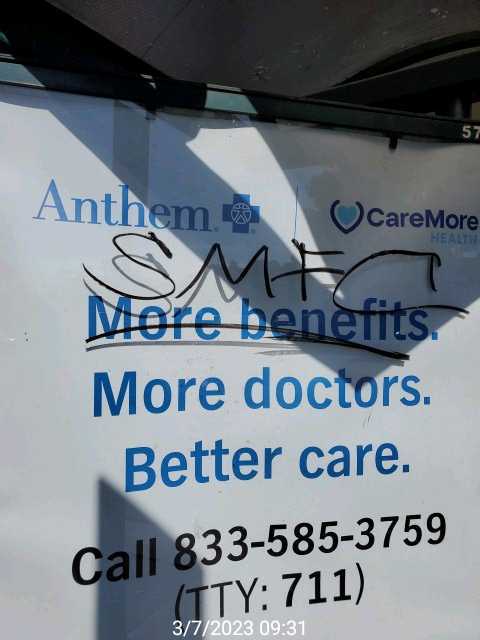 57
Anthem
CareMore
HEALTH
SMFC
More benefits.
More doctors.
Better care.
Call 833-585-3759
(TTY: 711)
3/7/2023 09:31